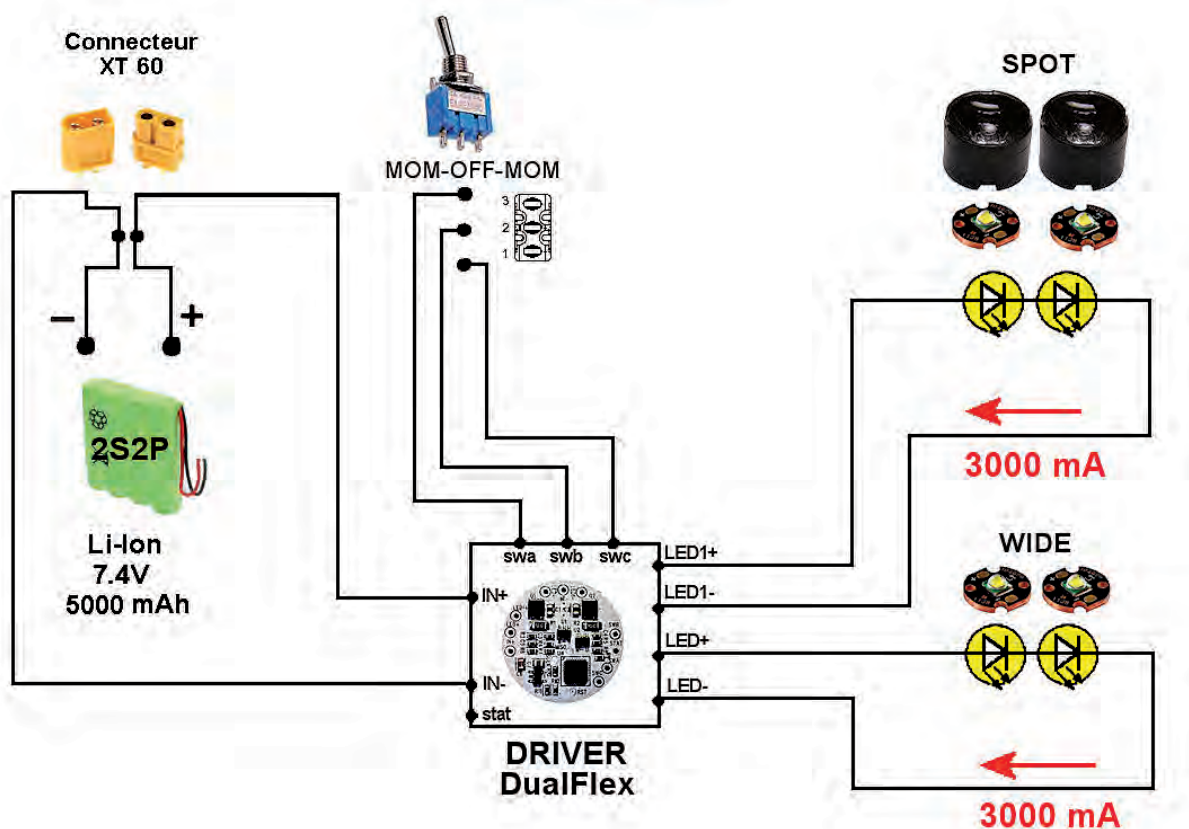 Connecteur
XT 60
MOM-OFF-MOM
3
2
1
SPOT
3000 mA
–
+
2S2P
Li-Ion
7.4V
5000 mAh
WIDE
swa swb swc
LED1+
LED1-
LED+
LED-
IN+
IN-
stat
DRIVER
DualFlex
3000 mA